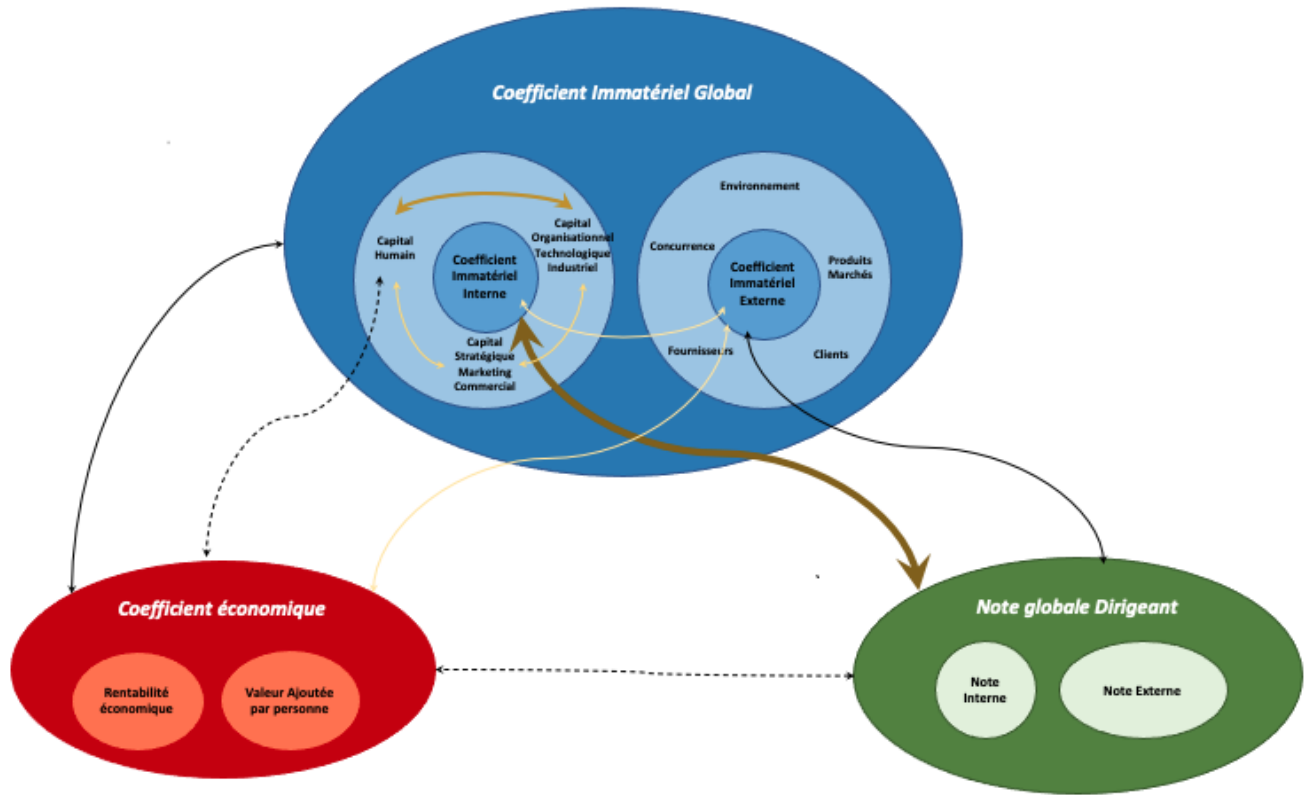 Coefficient Immatériel Global
Capital
Humain
Coefficient
Immatériel
Interne
Capital
Organisationnel
Technologique
Industriel
Capital
Stratégique
Marketing
Commercial
Environnement
Concurrence
Coefficient
Immatériel
Externe
Produits
Marchés
Fournisseurs
Clients
Coefficient économique
Rentabilité
économique
Valeur Ajoutée
par personne
Note globale Dirigeant
Note
Interne
Note Externe